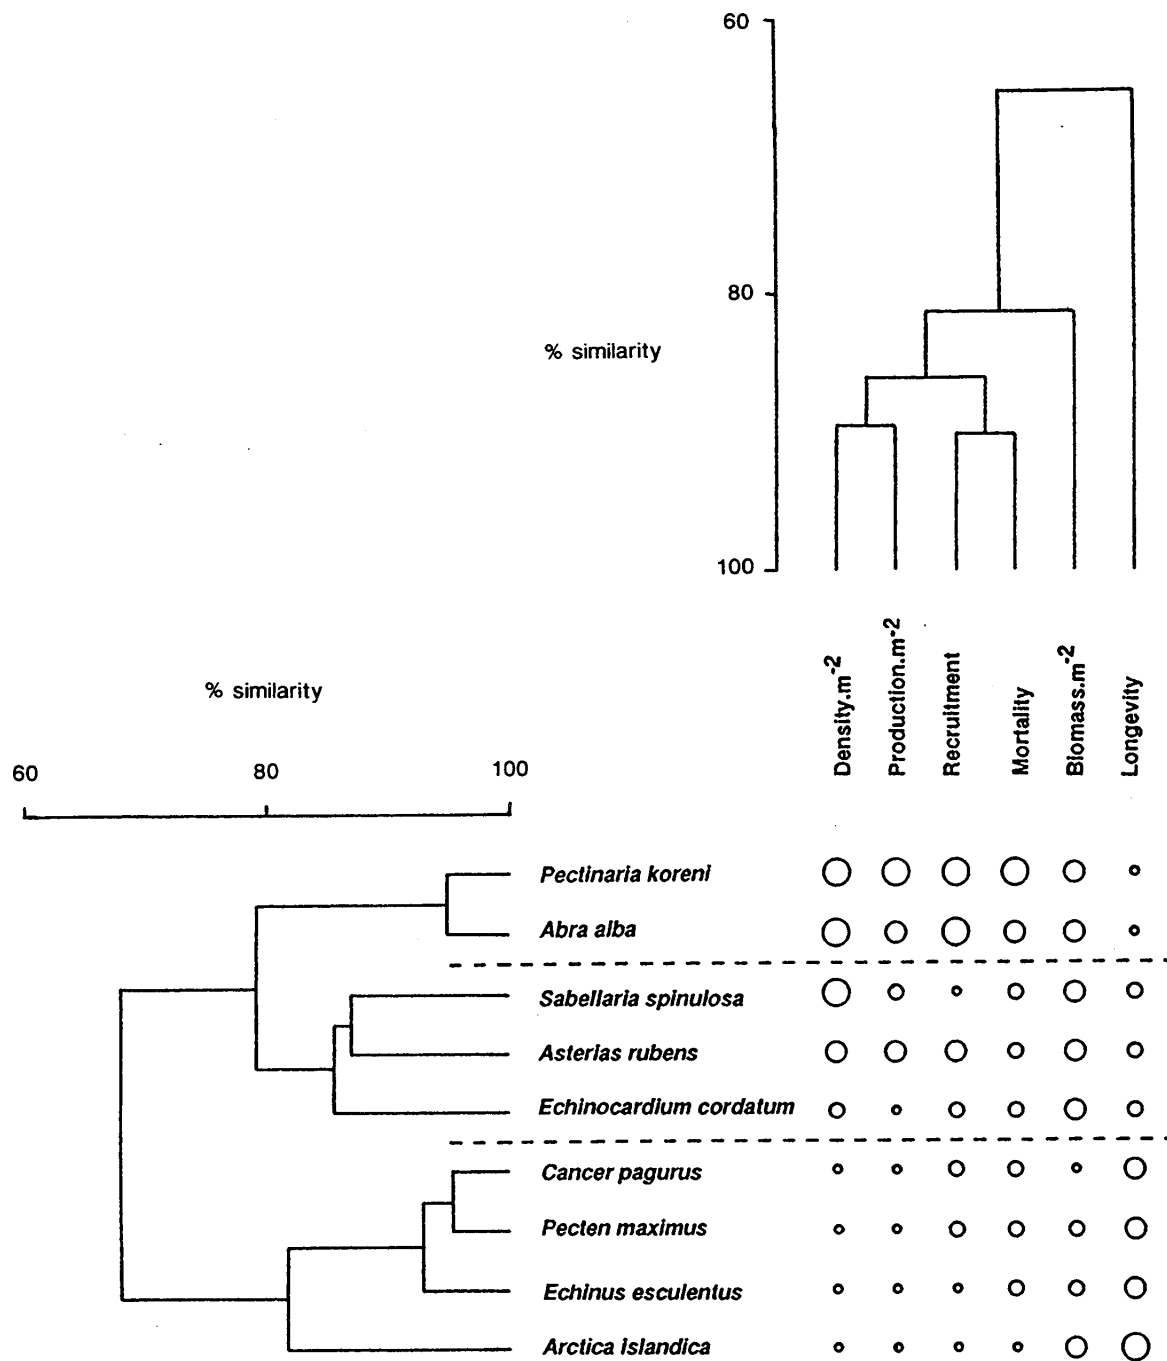 60
80
% similarity
100
Density.m-2
Production.m-2
Recruitment
Mortality
Biomass.m-2
Longevity
% similarity
60 80 100
Pectinaria koreni
Abra alba
Sabellaria spinulosa
Asterias rubens
Echinocardium cordatum
Cancer pagurus
Pecten maximus
Echinus esculentus
Arctica islandica